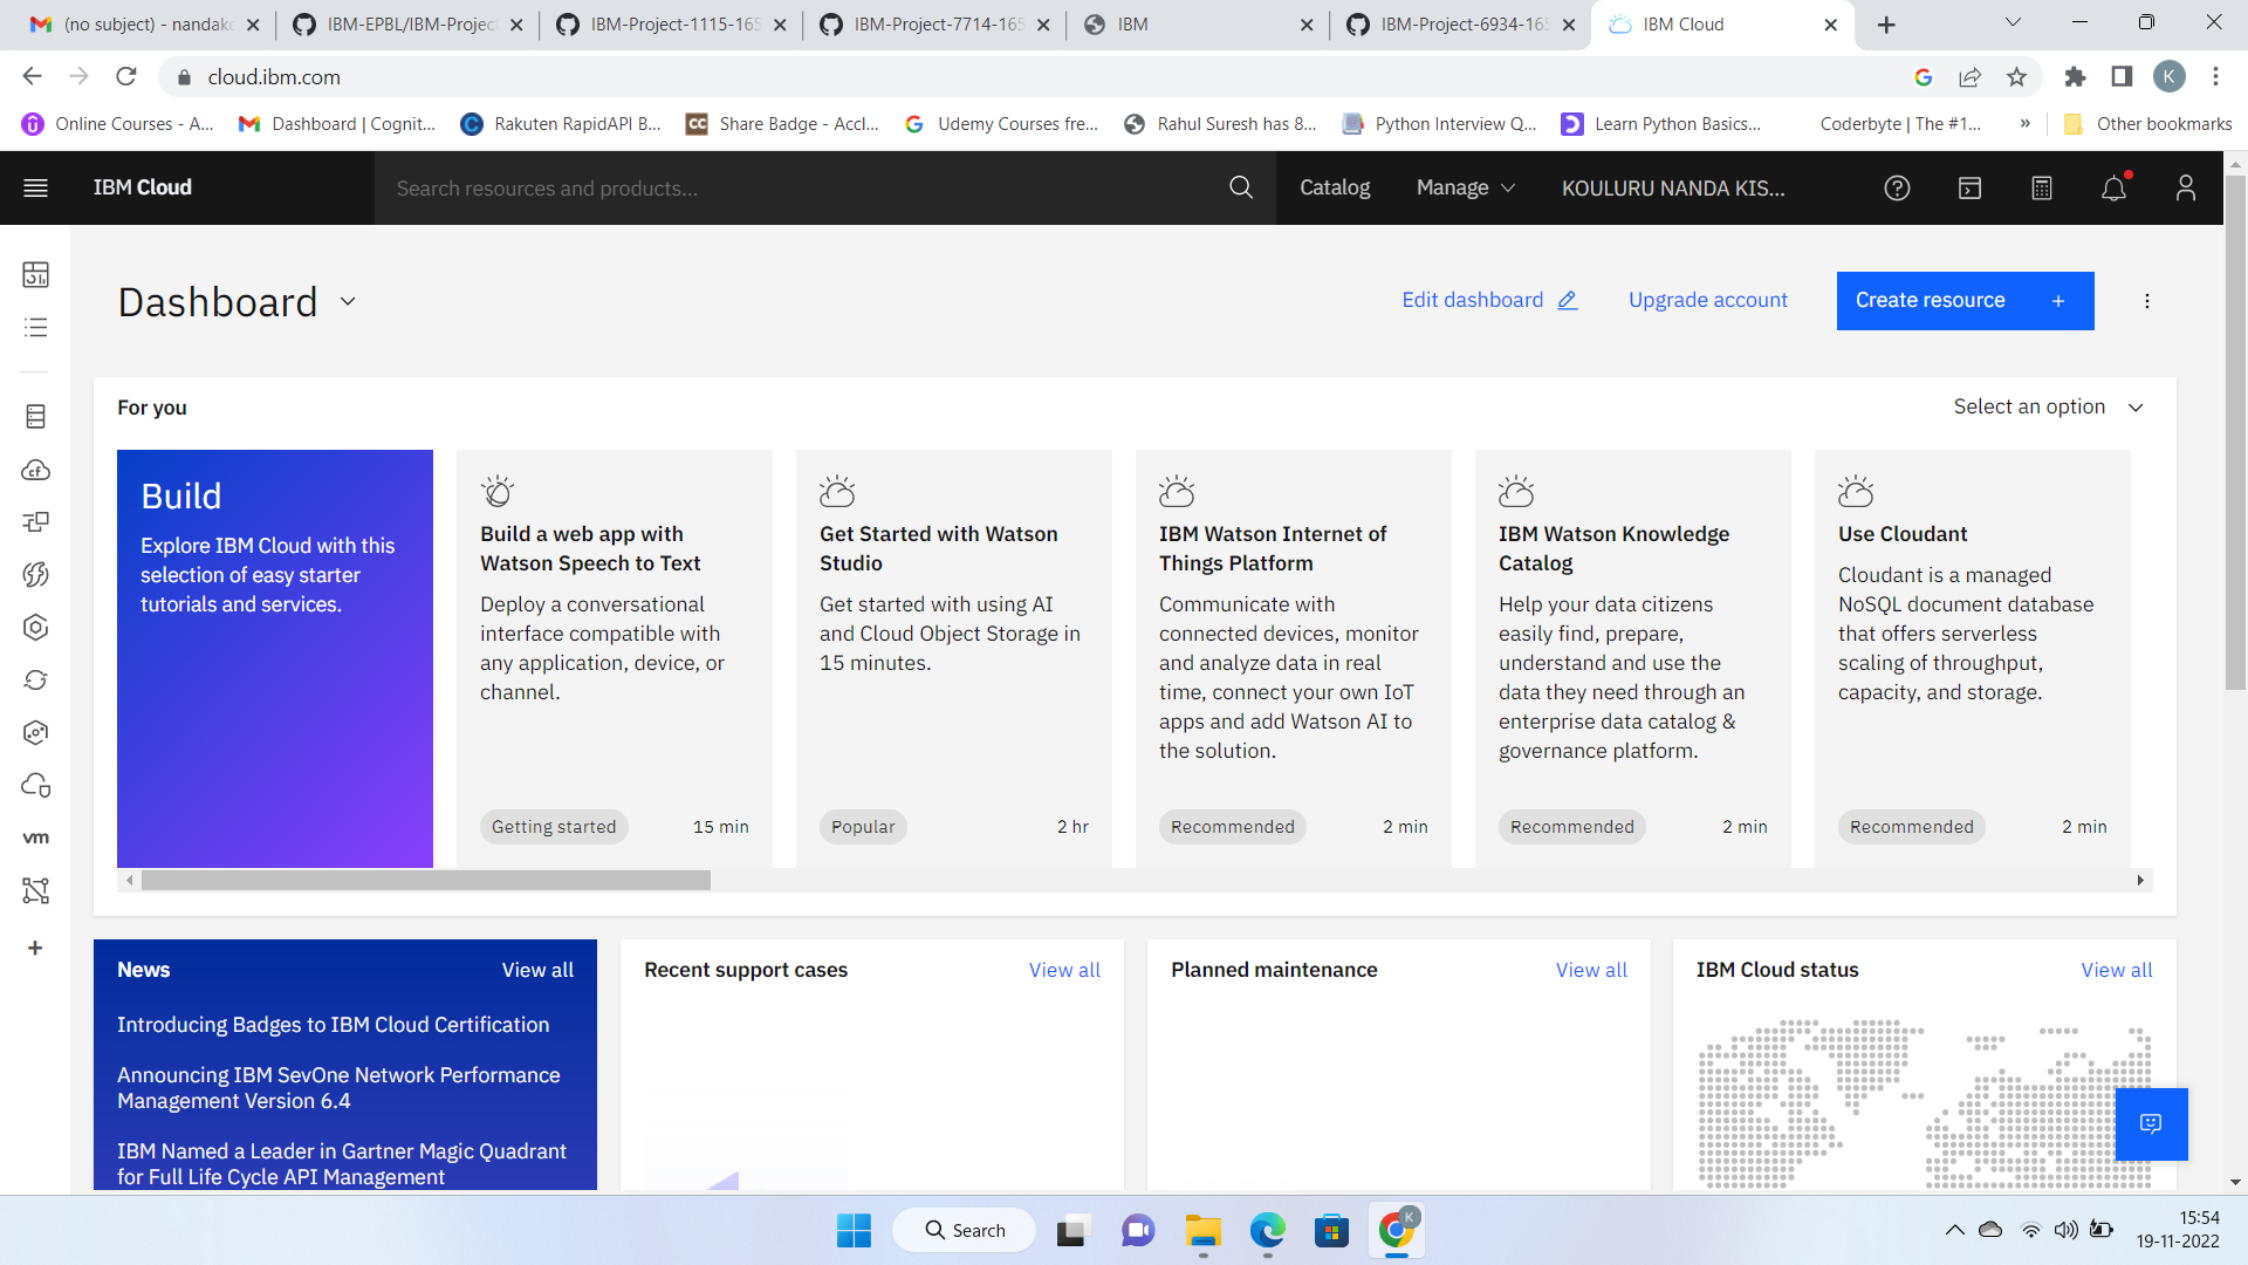 (no subject) - nandak
IBM-EPBL/IBM-Project
IBM-Project-1115-165
IBM-Project-7714-165
IBM
IBM-Project-6934-165
IBM Cloud
cloud.ibm.com
K
Online Courses - A...
Dashboard | Cognit...
Rakuten RapidAPI B...
Share Badge - Accl...
Udemy Courses fre...
Rahul Suresh has 8...
Python Interview Q...
Learn Python Basics...
Coderbyte | The #1...
»
Other bookmarks
IBM Cloud
Search resources and products...
Catalog
Manage
KOULURU NANDA KIS...
Dashboard
Edit dashboard
Upgrade account
Create resource +
For you
Select an option
Build
Explore IBM Cloud with this
selection of easy starter
tutorials and services.
Build a web app with
Watson Speech to Text
Deploy a conversational
interface compatible with
any application, device, or
channel.
Getting started
15 min
Get Started with Watson
Studio
Get started with using AI
and Cloud Object Storage in
15 minutes.
Popular
2 hr
IBM Watson Internet of
Things Platform
Communicate with
connected devices, monitor
and analyze data in real
time, connect your own IoT
apps and add Watson AI to
the solution.
Recommended
2 min
IBM Watson Knowledge
Catalog
Help your data citizens
easily find, prepare,
understand and use the
data they need through an
enterprise data catalog &
governance platform.
Recommended
2 min
Use Cloudant
Cloudant is a managed
NoSQL document database
that offers serverless
scaling of throughput,
capacity, and storage.
Recommended
2 min
cf
vm
News
View all
Introducing Badges to IBM Cloud Certification
Announcing IBM SevOne Network Performance
Management Version 6.4
IBM Named a Leader in Gartner Magic Quadrant
for Full Life Cycle API Management
Recent support cases
View all
Planned maintenance
View all
IBM Cloud status
View all
Search
K
15:54
19-11-2022